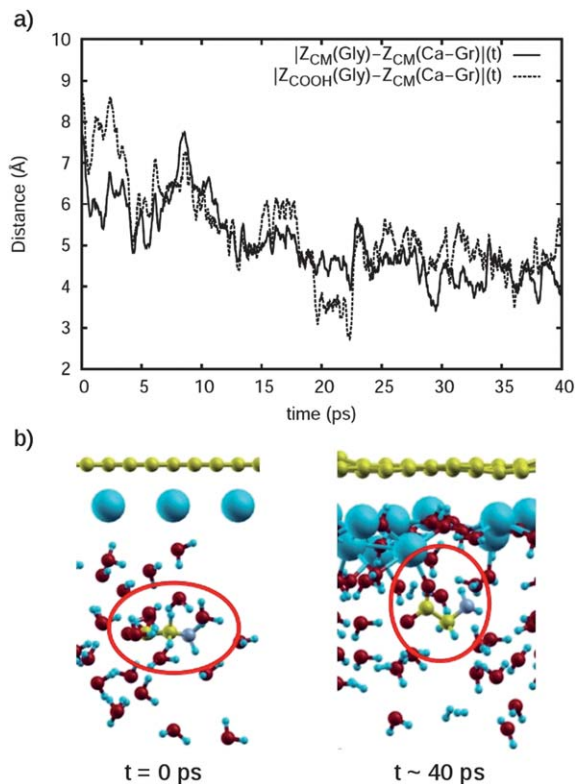 a)
10
9
8
7
6
5
4
3
2
Distance (Å)
|Z_CM(Gly)−Z_CM(Ca−Gr)|(t)
|Z_COOH(Gly)−Z_CM(Ca−Gr)|(t)
0 5 10 15 20 25 30 35 40
time (ps)
b)
t = 0 ps
t ~ 40 ps